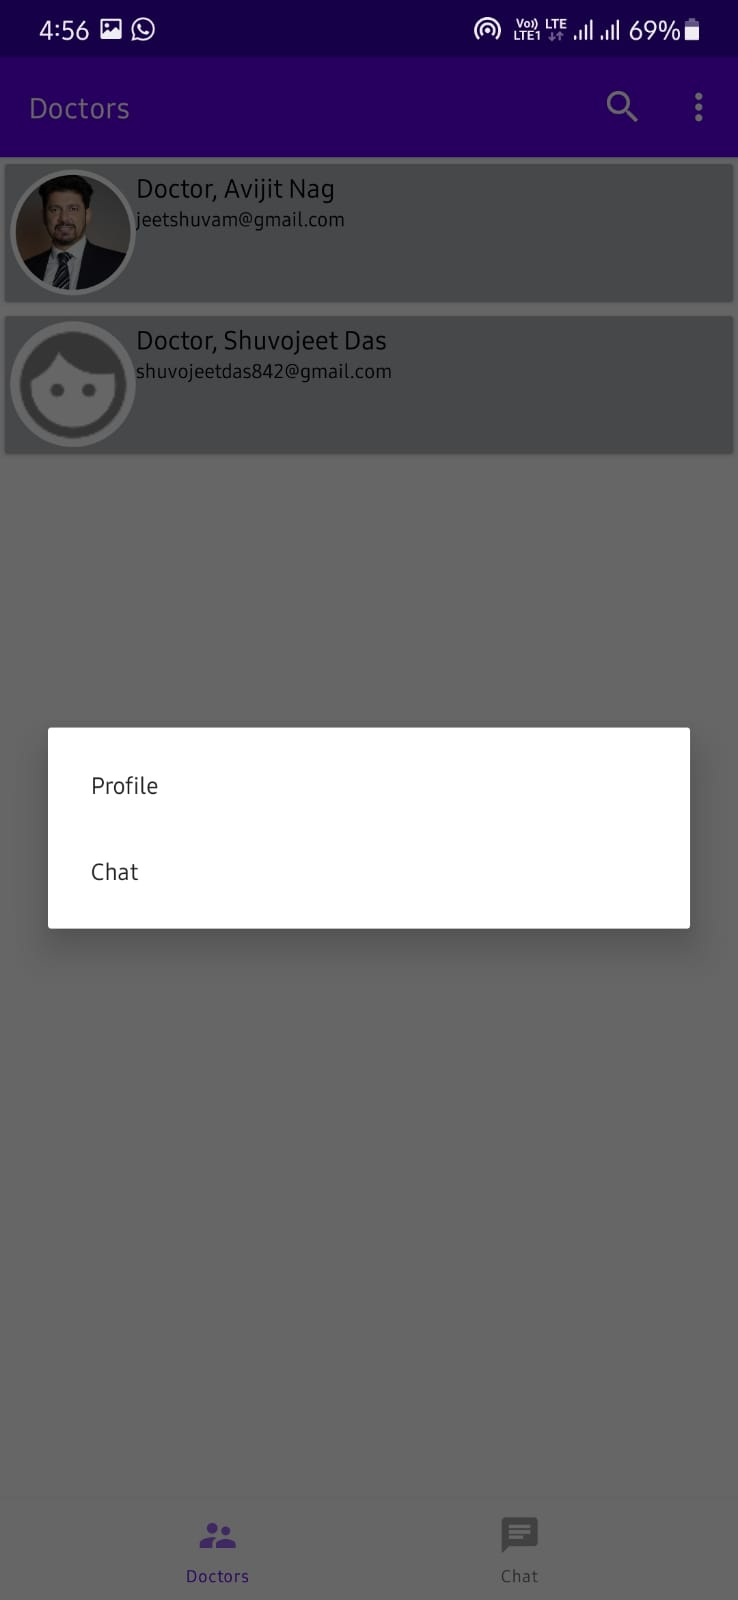 4:56 Vo)) LTE LTE1 69%
Doctors
Doctor, Avijit Nag
jeetshuvam@gmail.com
Doctor, Shuvojeet Das
shuvojeetdas842@gmail.com
Profile
Chat
Doctors Chat